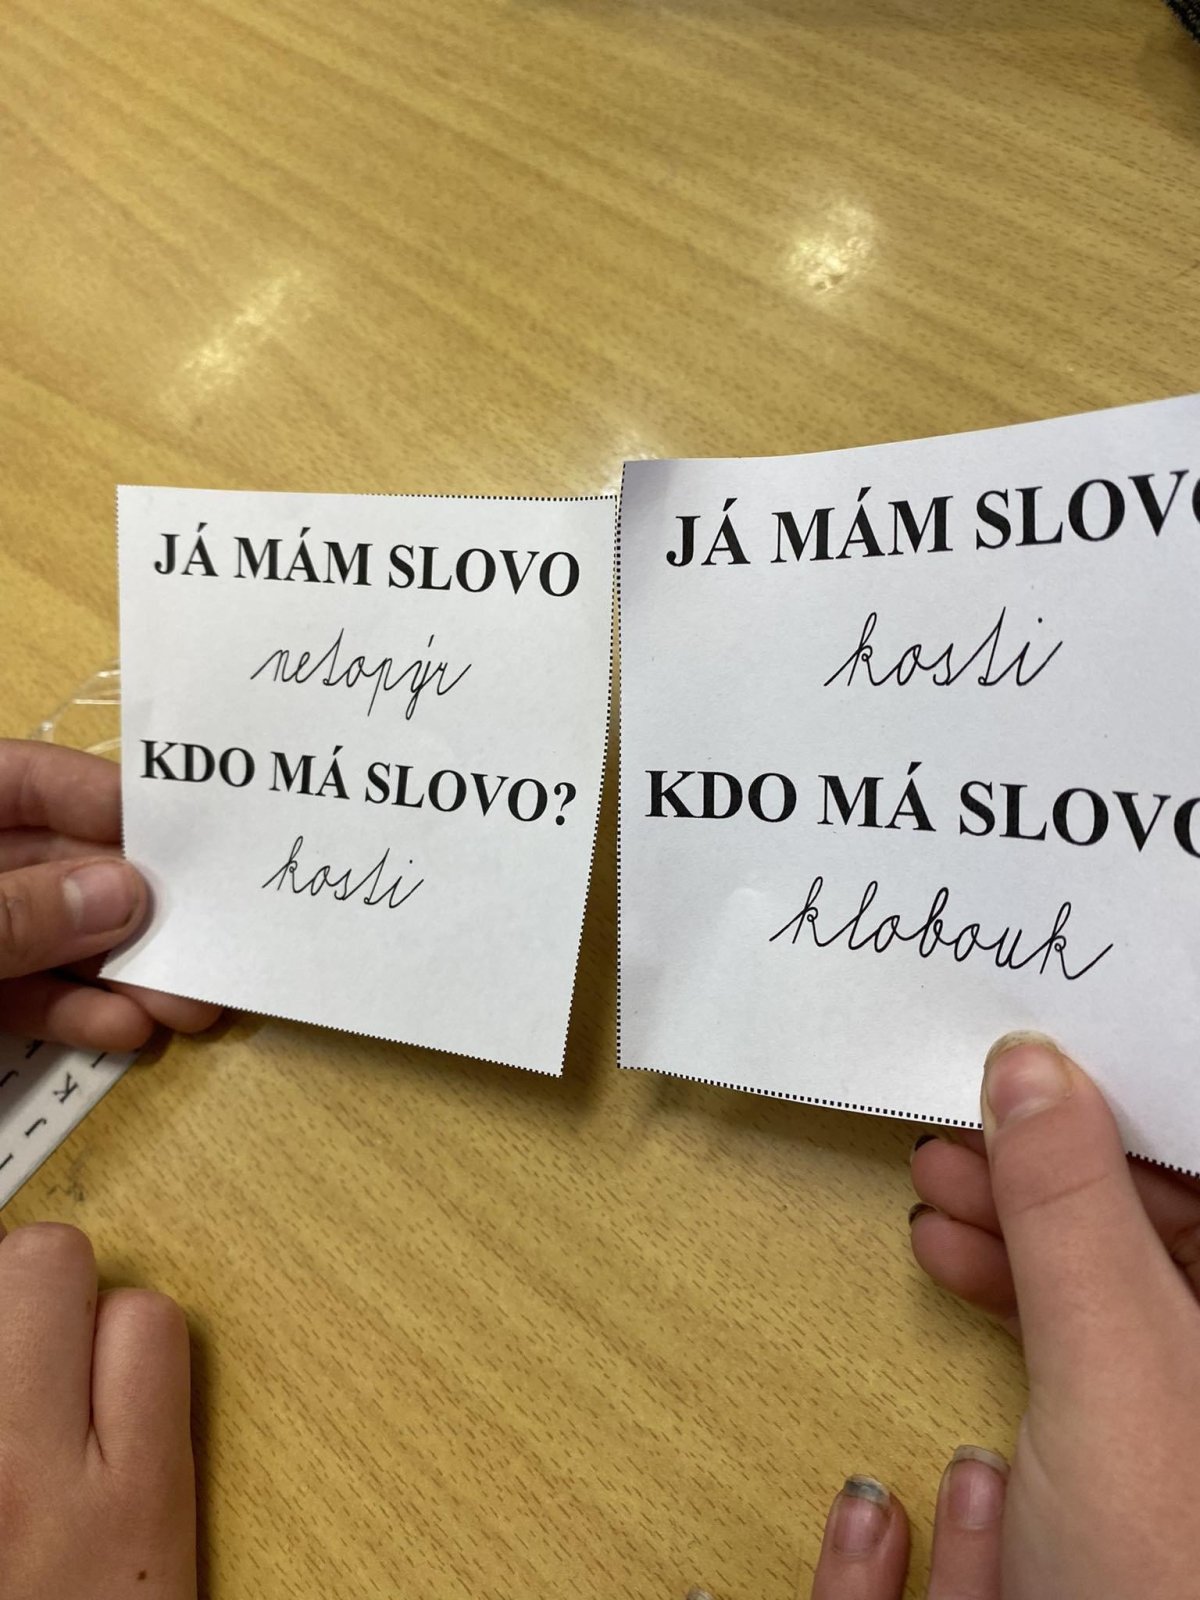 JÁ MÁM SLOVO
netopýr
KDO MÁ SLOVO?
kosti
JÁ MÁM SLOVO
kosti
KDO MÁ SLOVO
klobouk